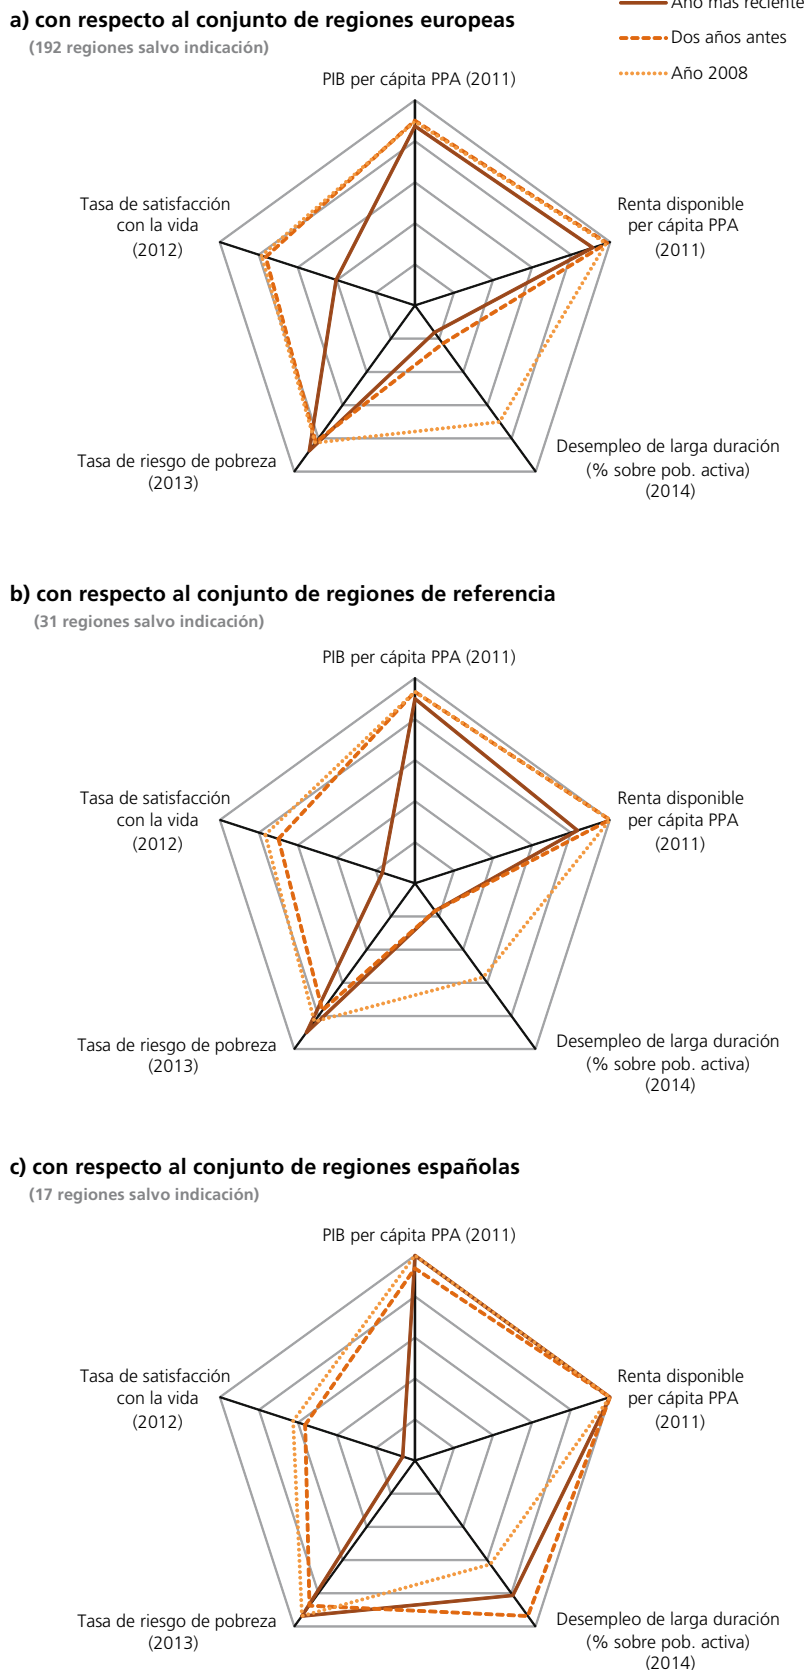 a) con respecto al conjunto de regiones europeas
(192 regiones salvo indicación)
Año más reciente
Dos años antes
Año 2008
PIB per cápita PPA (2011)
Tasa de satisfacción
con la vida
(2012)
Renta disponible
per cápita PPA
(2011)
Tasa de riesgo de pobreza
(2013)
Desempleo de larga duración
(% sobre pob. activa)
(2014)
b) con respecto al conjunto de regiones de referencia
(31 regiones salvo indicación)
PIB per cápita PPA (2011)
Tasa de satisfacción
con la vida
(2012)
Renta disponible
per cápita PPA
(2011)
Tasa de riesgo de pobreza
(2013)
Desempleo de larga duración
(% sobre pob. activa)
(2014)
c) con respecto al conjunto de regiones españolas
(17 regiones salvo indicación)
PIB per cápita PPA (2011)
Tasa de satisfacción
con la vida
(2012)
Renta disponible
per cápita PPA
(2011)
Tasa de riesgo de pobreza
(2013)
Desempleo de larga duración
(% sobre pob. activa)
(2014)